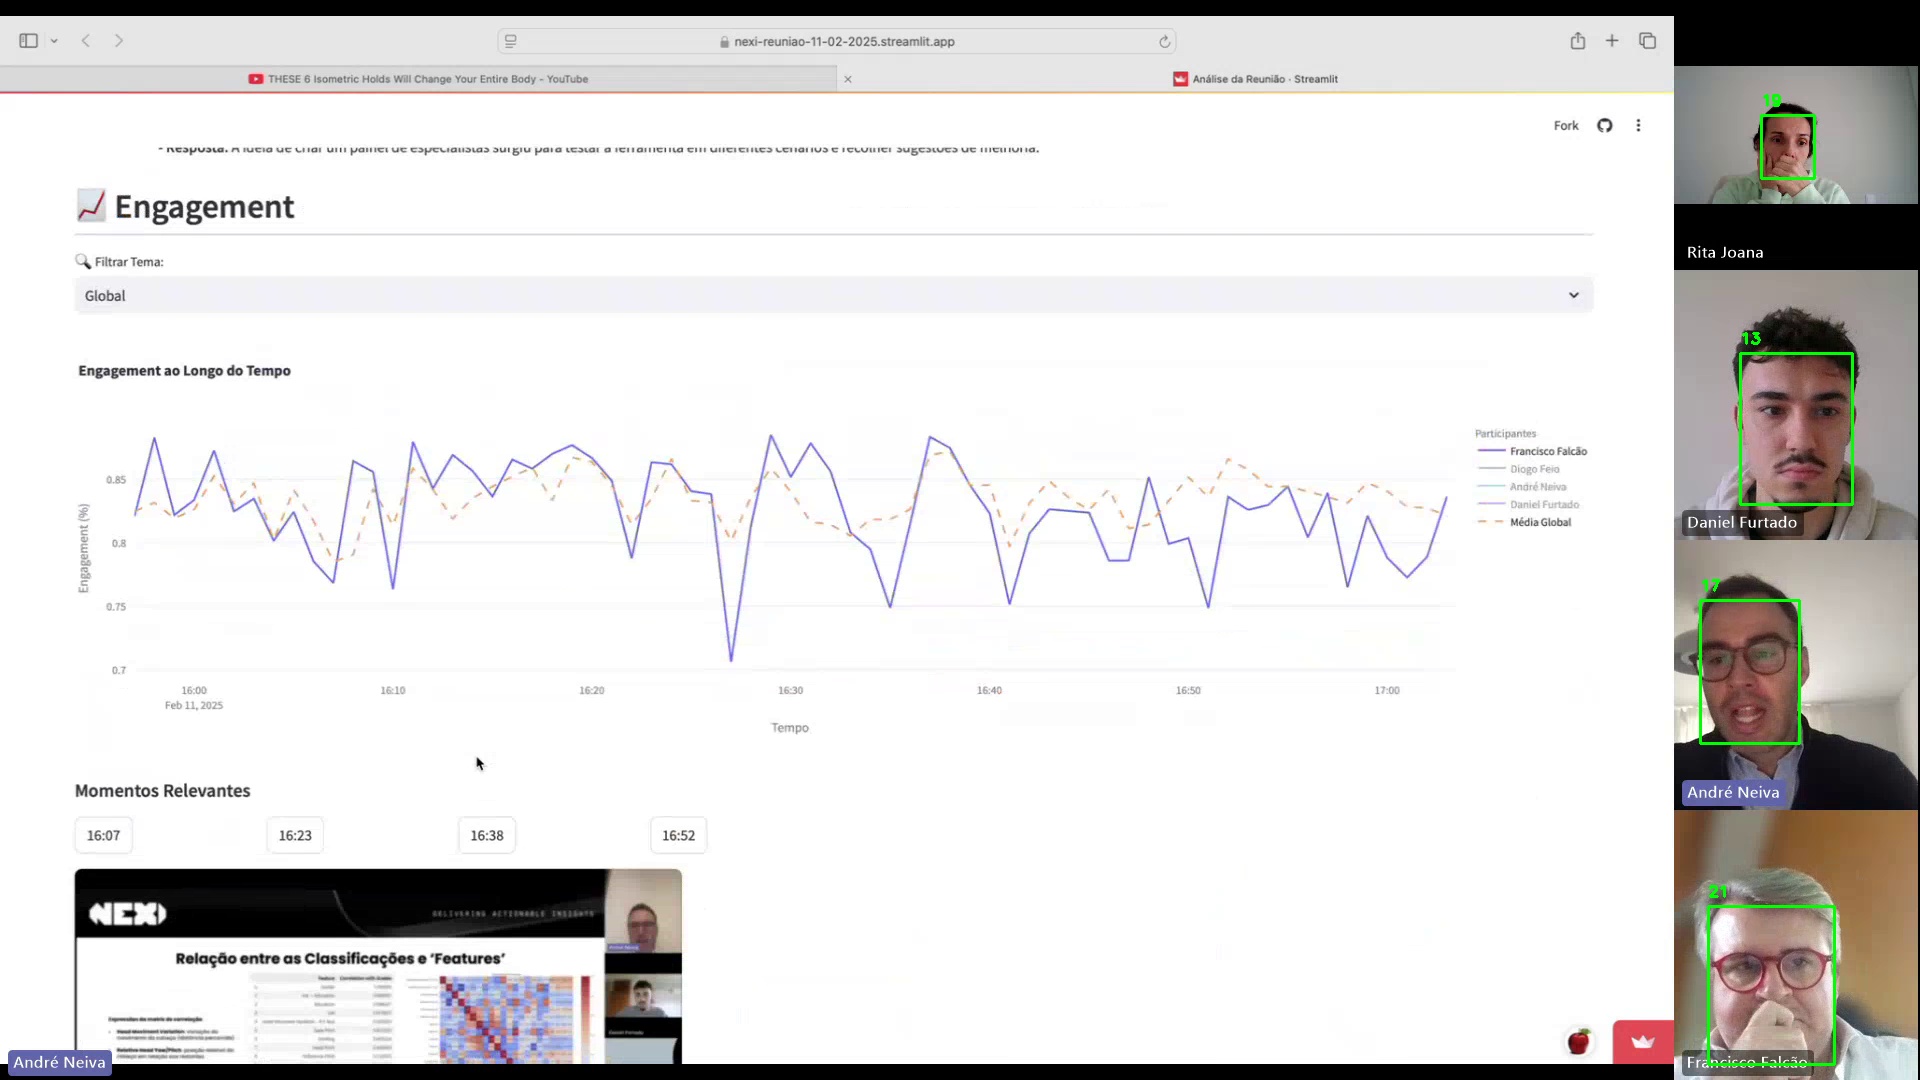 nexi-reuniao-11-02-2025.streamlit.app
THESE 6 Isometric Holds Will Change Your Entire Body - YouTube
Análise da Reunião · Streamlit
Fork
- Resposta: A ideia de criar um painel de especialistas surgiu para testar a ferramenta em diferentes cenários e recolher sugestões de melhoria.
Engagement
Filtrar Tema:
Global
Engagement ao Longo do Tempo
Participantes
Francisco Falcão
Diogo Feio
André Neiva
Daniel Furtado
Média Global
Engagement (%)
0.85
0.8
0.75
0.7
16:00
16:10
16:20
16:30
16:40
16:50
17:00
Feb 11, 2025
Tempo
Momentos Relevantes
16:07
16:23
16:38
16:52
NEXI
DELIVERING ACTIONABLE INSIGHTS
Relação entre as Classificações e ‘Features’
André Neiva
19
Rita Joana
13
Daniel Furtado
17
André Neiva
21
Francisco Falcão